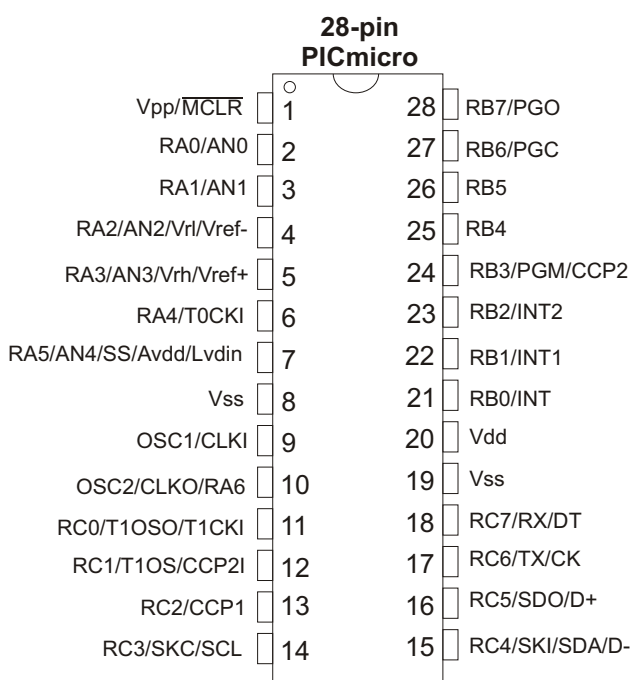 28-pin
PICmicro
Vpp/MCLR 1 28 RB7/PGO
RA0/AN0 2 27 RB6/PGC
RA1/AN1 3 26 RB5
RA2/AN2/Vrl/Vref- 4 25 RB4
RA3/AN3/Vrh/Vref+ 5 24 RB3/PGM/CCP2
RA4/T0CKI 6 23 RB2/INT2
RA5/AN4/SS/Avdd/Lvdin 7 22 RB1/INT1
Vss 8 21 RB0/INT
OSC1/CLKI 9 20 Vdd
OSC2/CLKO/RA6 10 19 Vss
RC0/T1OSO/T1CKI 11 18 RC7/RX/DT
RC1/T1OS/CCP2I 12 17 RC6/TX/CK
RC2/CCP1 13 16 RC5/SDO/D+
RC3/SKC/SCL 14 15 RC4/SKI/SDA/D-